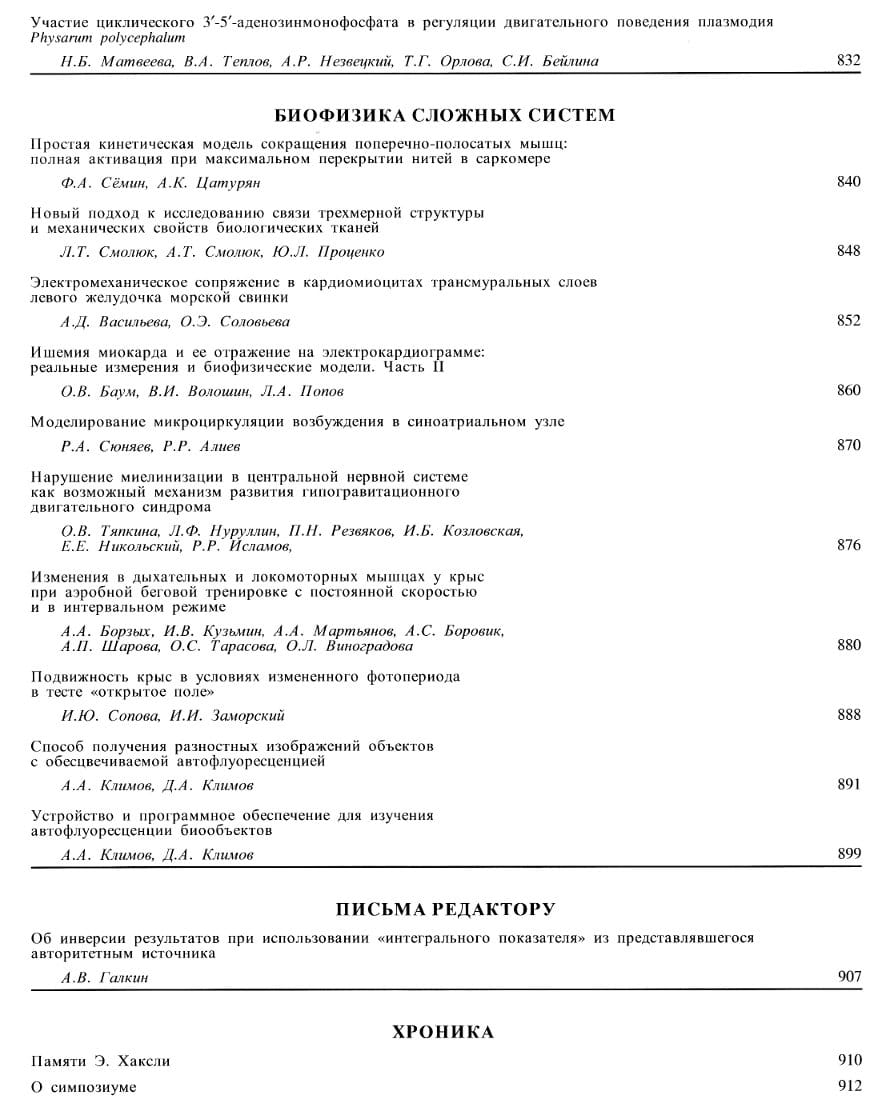 Участие циклического 3′-5′-аденозинмонофосфата в регуляции двигательного поведения плазмодия
Physarum polycephalum
Н.Б. Матвеева, В.А. Теплов, А.Р. Незвецкий, Т.Г. Орлова, С.И. Бейлина 832
БИОФИЗИКА СЛОЖНЫХ СИСТЕМ
Простая кинетическая модель сокращения поперечно-полосатых мышц:
полная активация при максимальном перекрытии нитей в саркомере
Ф.А. Сёмин, А.К. Цатурян 840
Новый подход к исследованию связи трехмерной структуры
и механических свойств биологических тканей
Л.Т. Смолюк, А.Т. Смолюк, Ю.Л. Проценко 848
Электромеханическое сопряжение в кардиомиоцитах трансмуральных слоев
левого желудочка морской свинки
А.Д. Васильева, О.Э. Соловьева 852
Ишемия миокарда и ее отражение на электрокардиограмме:
реальные измерения и биофизические модели. Часть II
О.В. Баум, В.И. Волошин, Л.А. Попов 860
Моделирование микроциркуляции возбуждения в синоатриальном узле
Р.А. Сюняев, Р.Р. Алиев 870
Нарушение миелинизации в центральной нервной системе
как возможный механизм развития гипогравитационного
двигательного синдрома
О.В. Тяпкина, Л.Ф. Нуруллин, П.Н. Резвяков, И.Б. Козловская,
Е.Е. Никольский, Р.Р. Исламов, 876
Изменения в дыхательных и локомоторных мышцах у крыс
при аэробной беговой тренировке с постоянной скоростью
и в интервальном режиме
А.А. Борзых, И.В. Кузьмин, А.А. Мартьянов, А.С. Боровик,
А.П. Шарова, О.С. Тарасова, О.Л. Виноградова 880
Подвижность крыс в условиях измененного фотопериода
в тесте «открытое поле»
И.Ю. Сопова, И.И. Заморский 888
Способ получения разностных изображений объектов
с обесцвечиваемой автофлуоресценцией
А.А. Климов, Д.А. Климов 891
Устройство и программное обеспечение для изучения
автофлуоресценции биообъектов
А.А. Климов, Д.А. Климов 899
ПИСЬМА РЕДАКТОРУ
Об инверсии результатов при использовании «интегрального показателя» из представлявшегося
авторитетным источника
А.В. Галкин 907
ХРОНИКА
Памяти Э. Хаксли 910
О симпозиуме 912